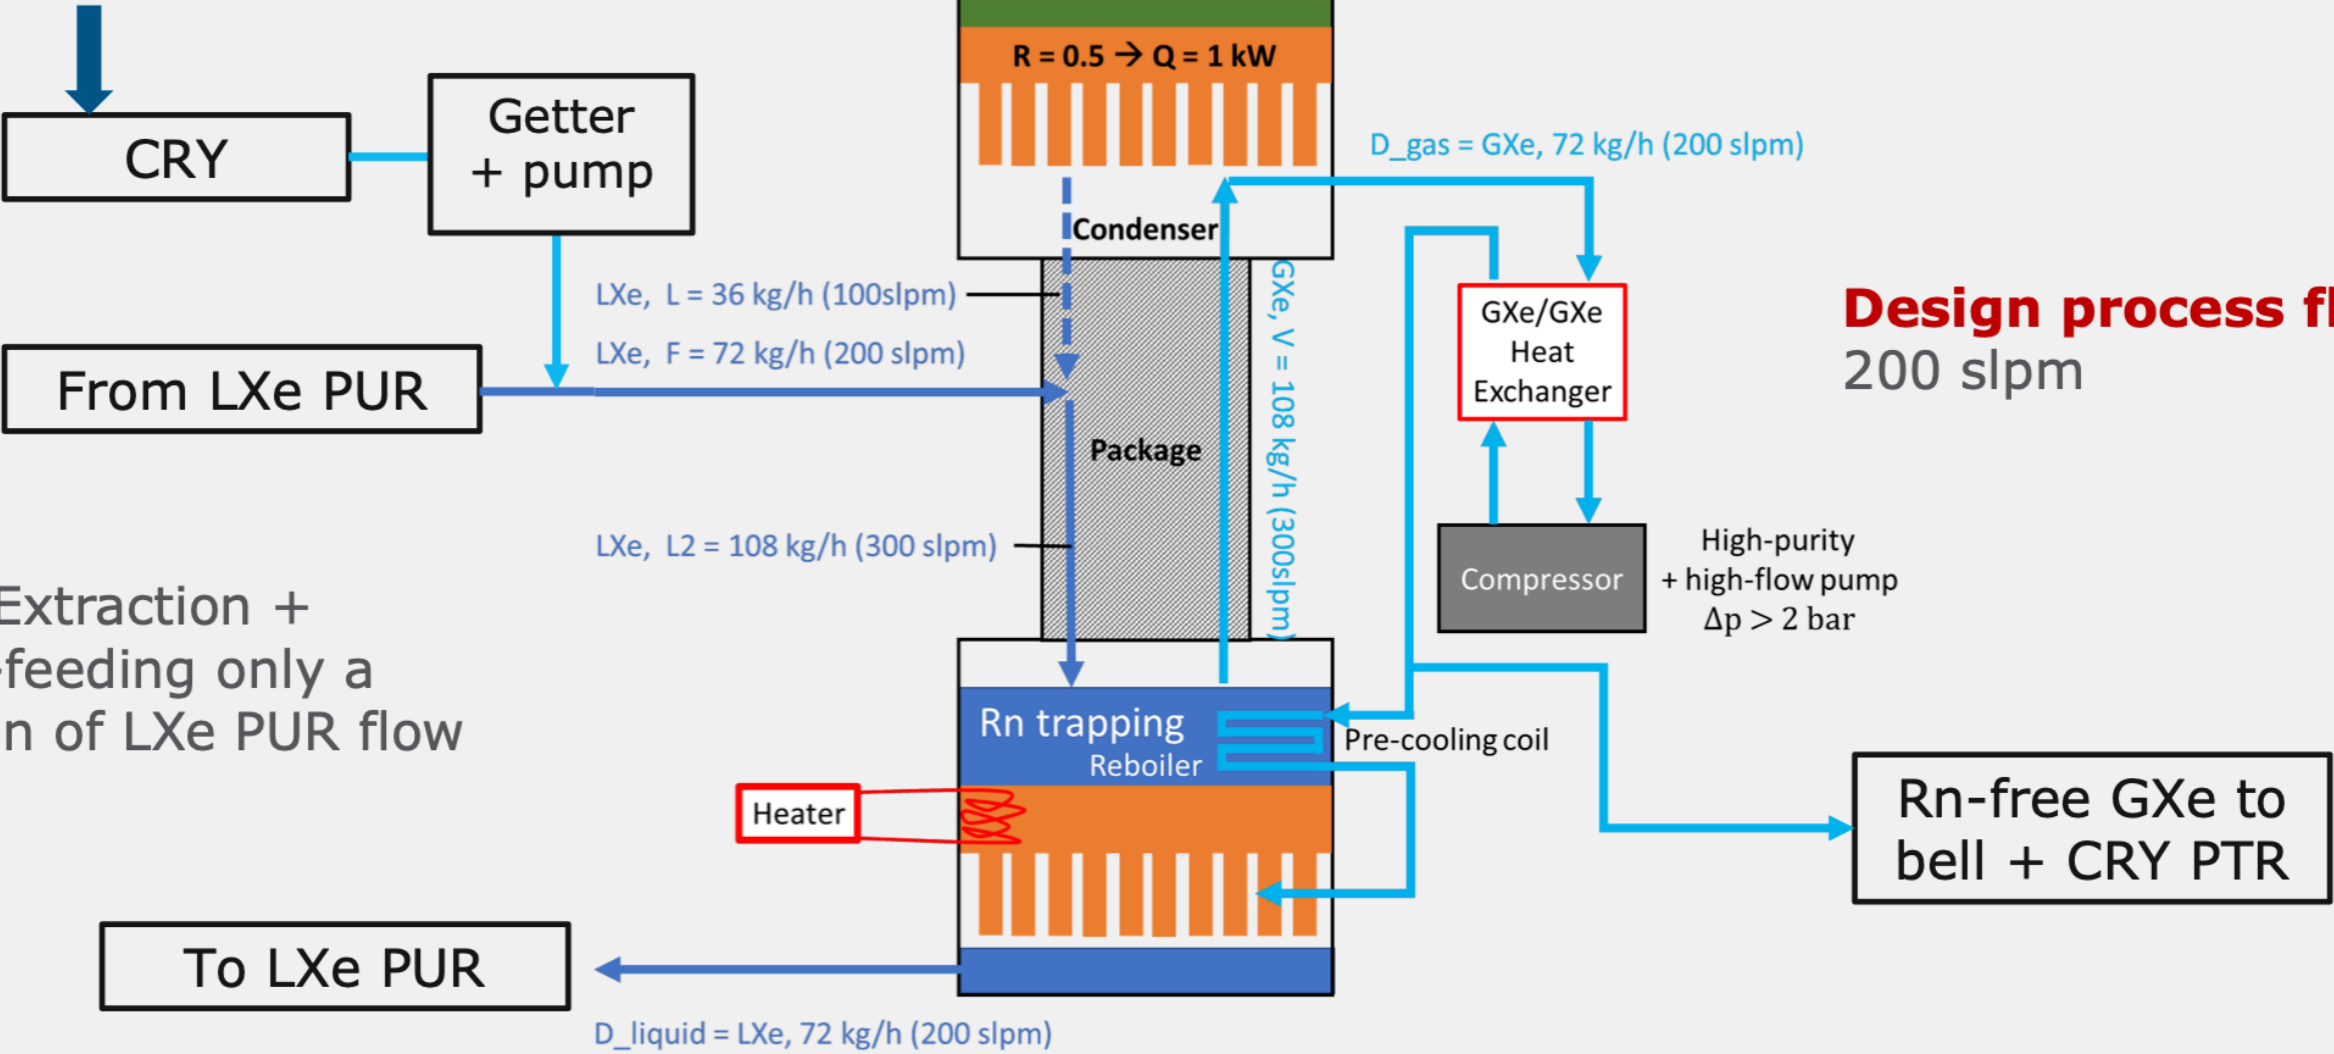 R = 0.5 → Q = 1 kW
CRY
Getter
+ pump
D_gas = GXe, 72 kg/h (200 slpm)
Condenser
LXe, L = 36 kg/h (100slpm)
LXe, F = 72 kg/h (200 slpm)
From LXe PUR
GXe, V = 108 kg/h (300slpm)
GXe/GXe
Heat
Exchanger
Design process
200 slpm
Package
LXe, L2 = 108 kg/h (300 slpm)
Compressor
High-purity
+ high-flow pump
Δp > 2 bar
Extraction +
-feeding only a
n of LXe PUR flow
Rn trapping
Reboiler
Pre-cooling coil
Heater
Rn-free GXe to
bell + CRY PTR
To LXe PUR
D_liquid = LXe, 72 kg/h (200 slpm)